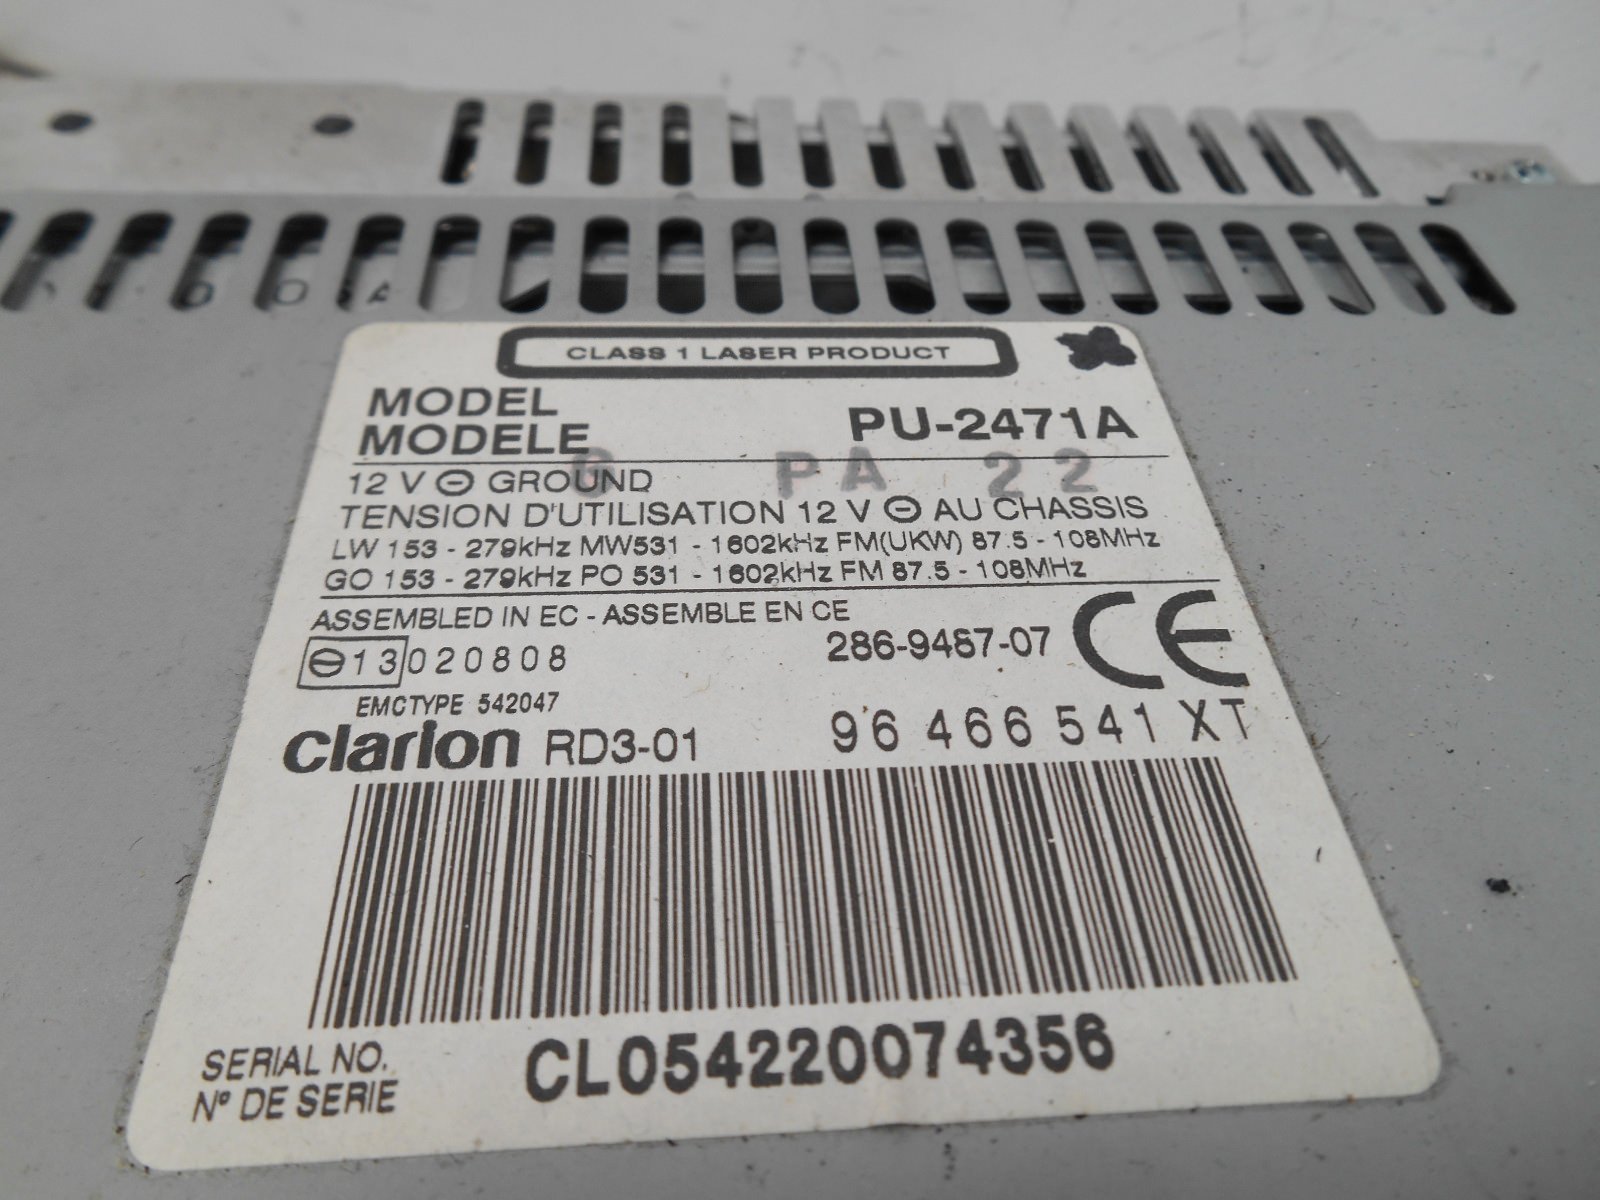 CLASS 1 LASER PRODUCT
MODEL
MODELE
PU-2471A
G PA 22
12 V ⊖ GROUND
TENSION D'UTILISATION 12 V ⊖ AU CHASSIS
LW 153 - 279kHz MW531 - 1602kHz FM(UKW) 87.5 - 108MHz
GO 153 - 279kHz PO 531 - 1602kHz FM 87.5 - 108MHz
ASSEMBLED IN EC - ASSEMBLE EN CE
⊖13 020808
286-9487-07
CE
EMCTYPE 542047
clarion RD3-01
96 466 541 XT
SERIAL NO.
Nº DE SERIE
CL054220074356